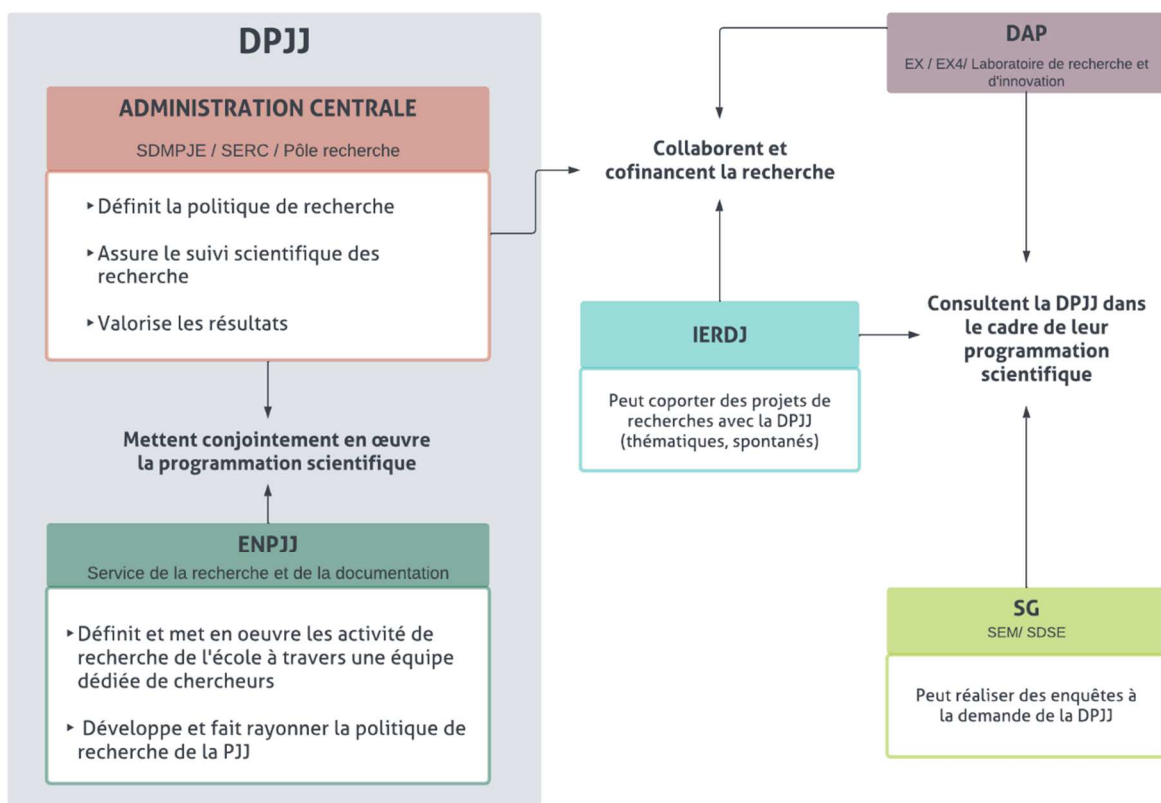 DPJJ
ADMINISTRATION CENTRALE
SDMPJE / SERC / Pôle recherche
‣ Définit la politique de recherche
‣ Assure le suivi scientifique des
recherche
‣ Valorise les résultats
Mettent conjointement en œuvre
la programmation scientifique
ENPJJ
Service de la recherche et de la documentation
‣ Définit et met en oeuvre les activité de
recherche de l'école à travers une équipe
dédiée de chercheurs
‣ Développe et fait rayonner la politique de
recherche de la PJJ
Collaborent et
cofinancent la recherche
IERDJ
Peut coporter des projets de
recherches avec la DPJJ
(thématiques, spontanés)
DAP
EX / EX4/ Laboratoire de recherche et
d'innovation
Consultent la DPJJ dans
le cadre de leur
programmation
scientifique
SG
SEM/ SDSE
Peut réaliser des enquêtes à
la demande de la DPJJ